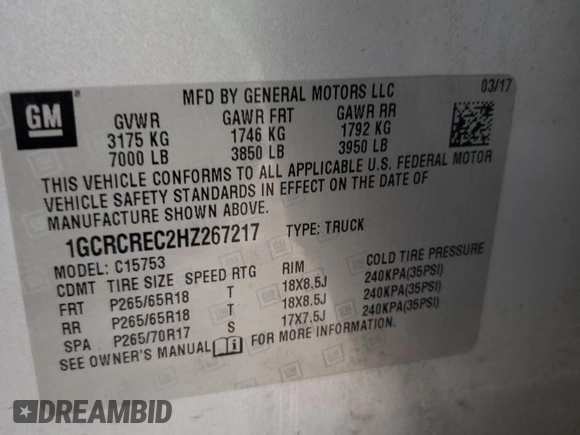 MFD BY GENERAL MOTORS LLC
03/17
GM
GVWR GAWR FRT GAWR RR
3175 KG 1746 KG 1792 KG
7000 LB 3850 LB 3950 LB
THIS VEHICLE CONFORMS TO ALL APPLICABLE U.S. FEDERAL MOTOR
VEHICLE SAFETY STANDARDS IN EFFECT ON THE DATE OF
MANUFACTURE SHOWN ABOVE.
1GCRCREC2HZ267217 TYPE: TRUCK
MODEL: C15753
CDMT TIRE SIZE SPEED RTG RIM COLD TIRE PRESSURE
FRT P265/65R18 T 18X8.5J 240KPA(35PSI)
RR P265/65R18 T 18X8.5J 240KPA(35PSI)
SPA P265/70R17 S 17X7.5J 240KPA(35PSI)
SEE OWNER'S MANUAL i FOR MORE INFORMATION.
DREAMBID